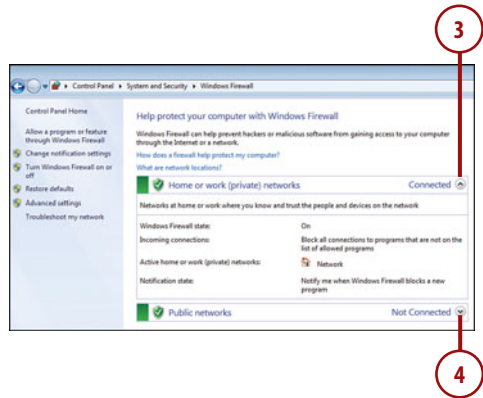 3
Control Panel ▸ System and Security ▸ Windows Firewall
Control Panel Home
Allow a program or feature
through Windows Firewall
Change notification settings
Turn Windows Firewall on or
off
Restore defaults
Advanced settings
Troubleshoot my network
Help protect your computer with Windows Firewall
Windows Firewall can help prevent hackers or malicious software from gaining access to your computer
through the Internet or a network.
How does a firewall help protect my computer?
What are network locations?
Home or work (private) networks Connected
Networks at home or work where you know and trust the people and devices on the network
Windows Firewall state: On
Incoming connections: Block all connections to programs that are not on the
list of allowed programs
Active home or work (private) networks: Network
Notification state: Notify me when Windows Firewall blocks a new
program
Public networks Not Connected
4